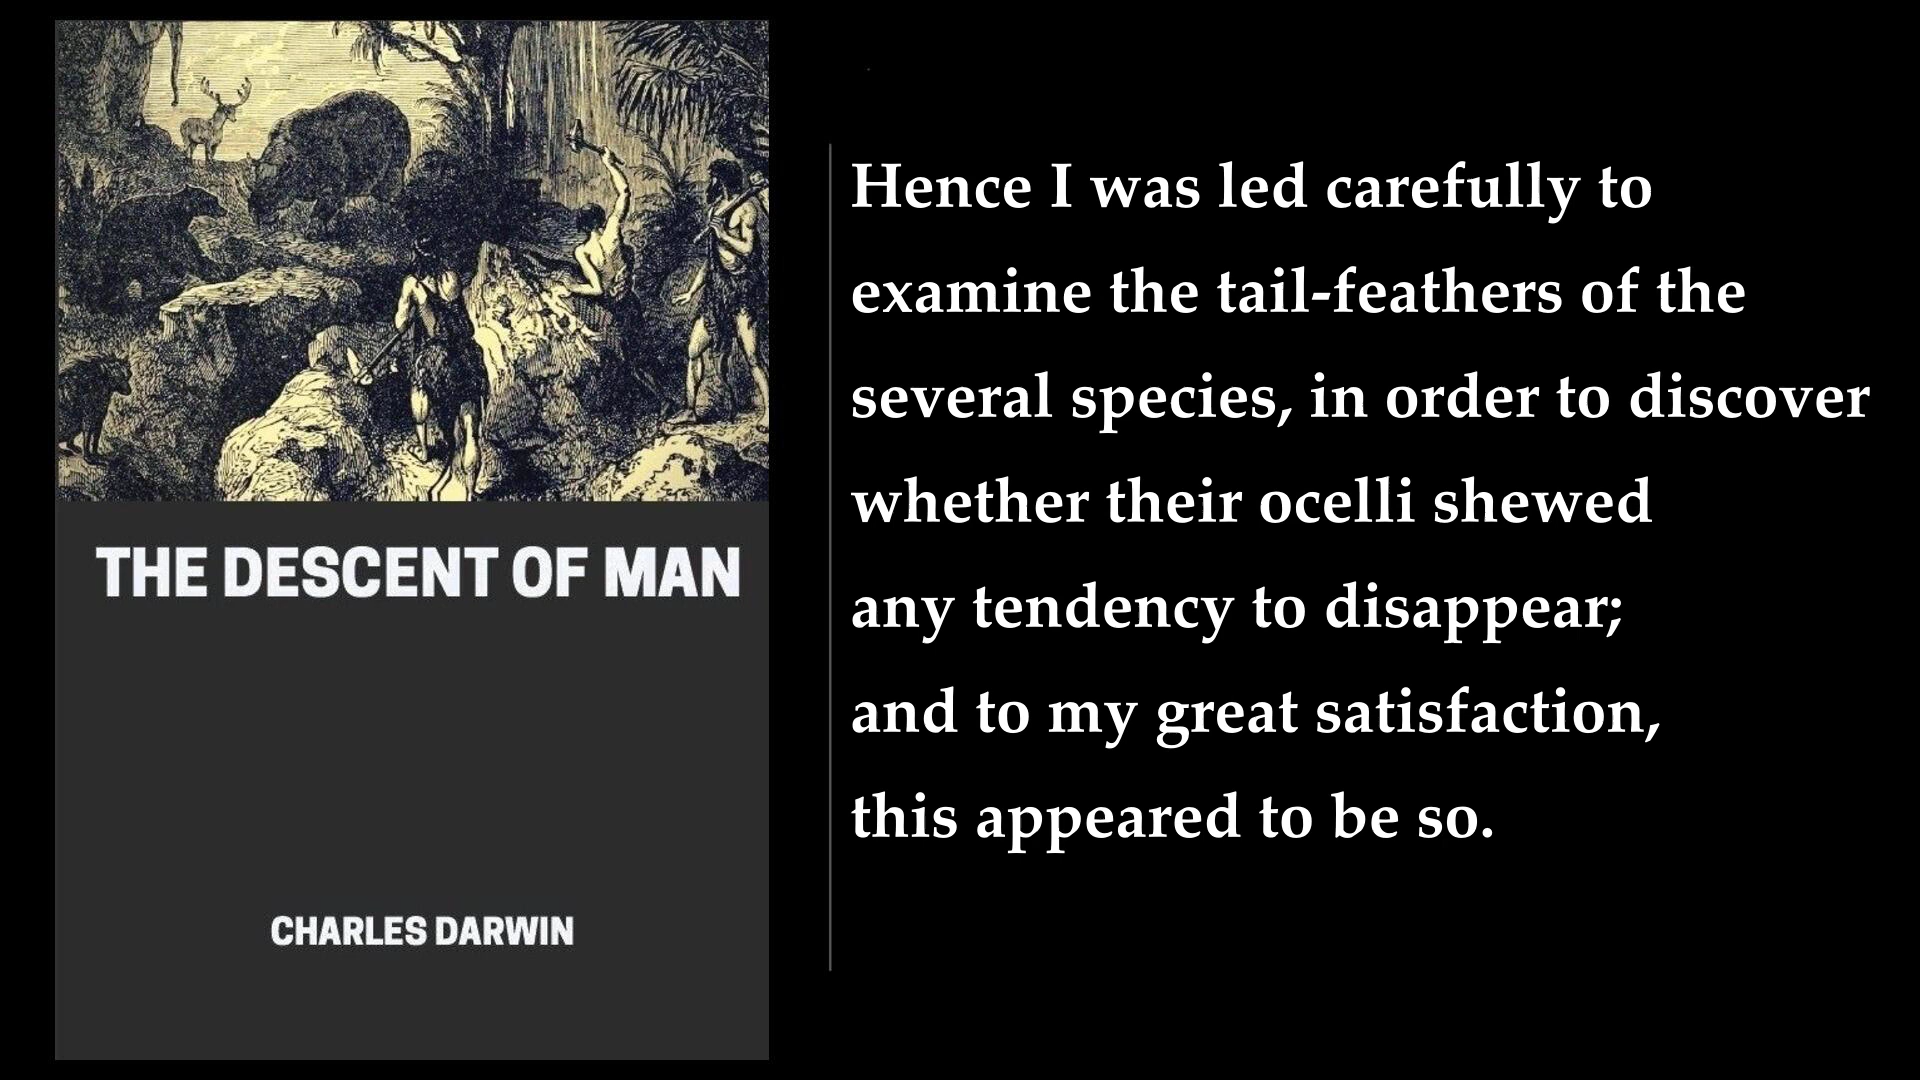 THE DESCENT OF MAN
CHARLES DARWIN
Hence I was led carefully to
examine the tail-feathers of the
several species, in order to discover
whether their ocelli shewed
any tendency to disappear;
and to my great satisfaction,
this appeared to be so.